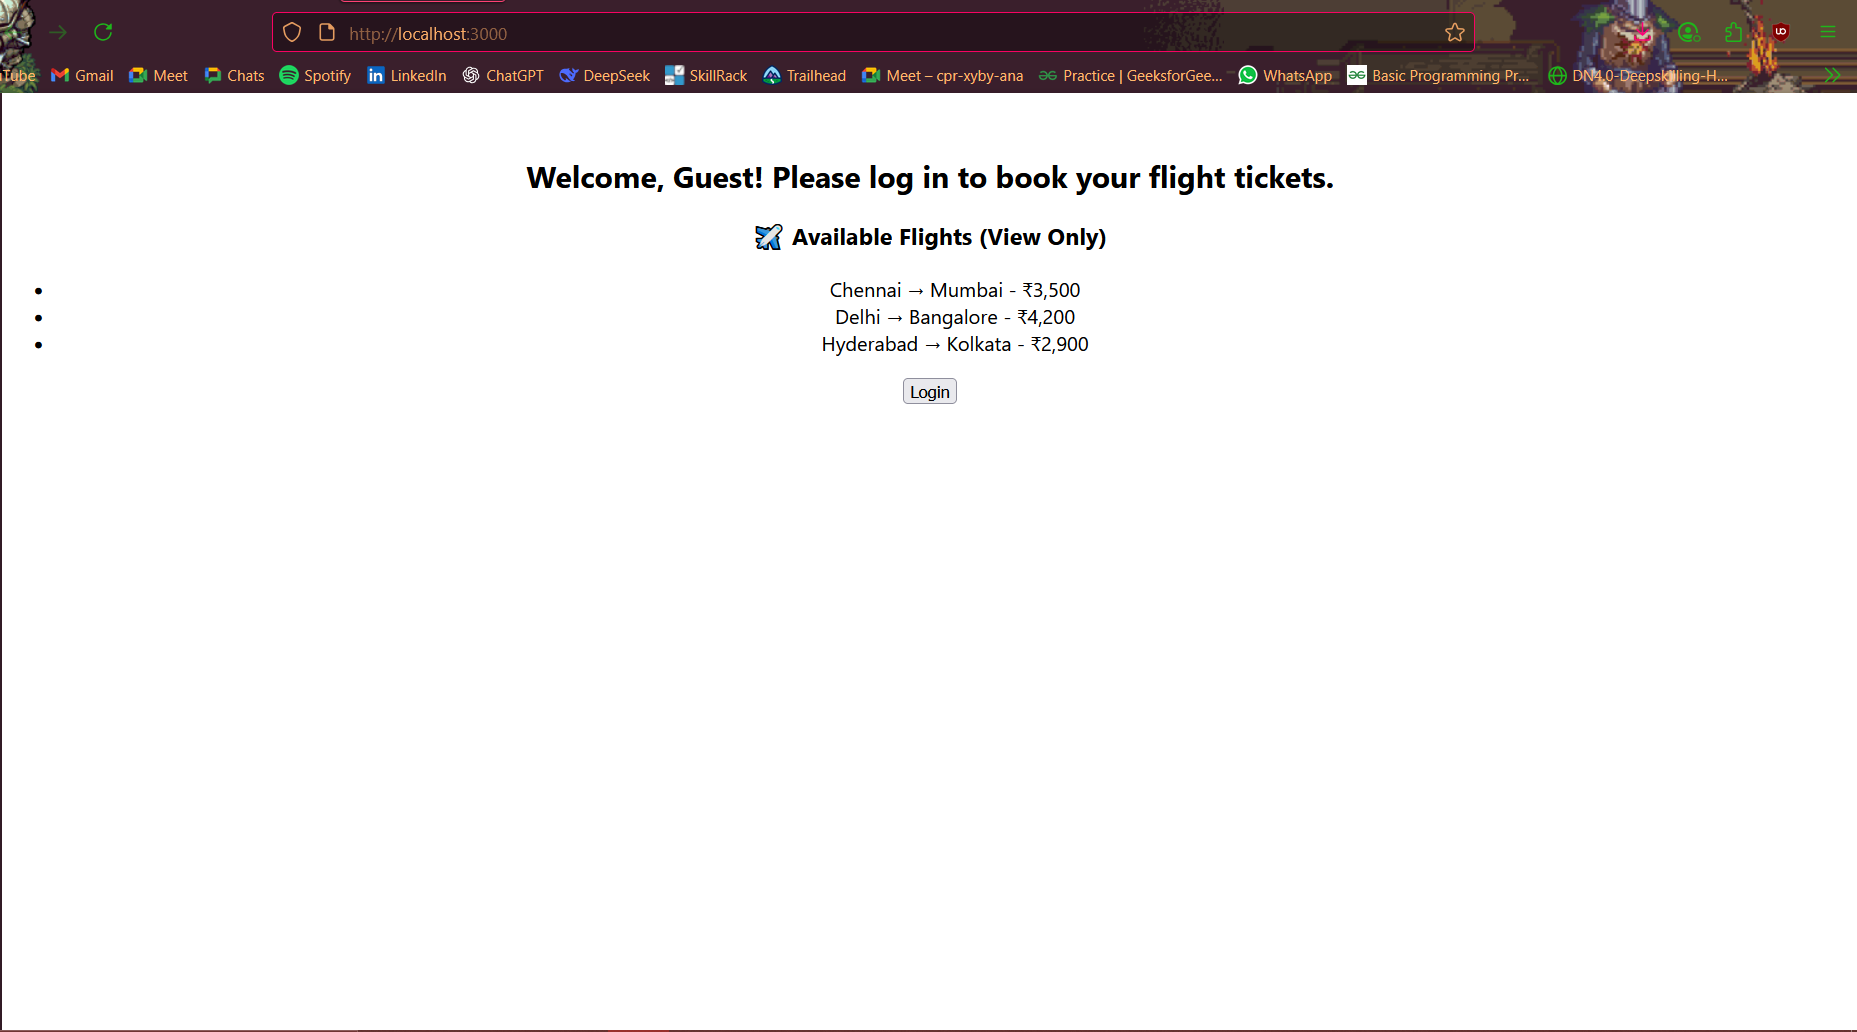 http://localhost:3000
Tube Gmail Meet Chats Spotify LinkedIn ChatGPT DeepSeek SkillRack Trailhead Meet – cpr-xyby-ana Practice | GeeksforGee... WhatsApp Basic Programming Pr... DN4.0-Deepskilling-H...
Welcome, Guest! Please log in to book your flight tickets.
✈️ Available Flights (View Only)
• Chennai → Mumbai - ₹3,500
• Delhi → Bangalore - ₹4,200
• Hyderabad → Kolkata - ₹2,900
Login